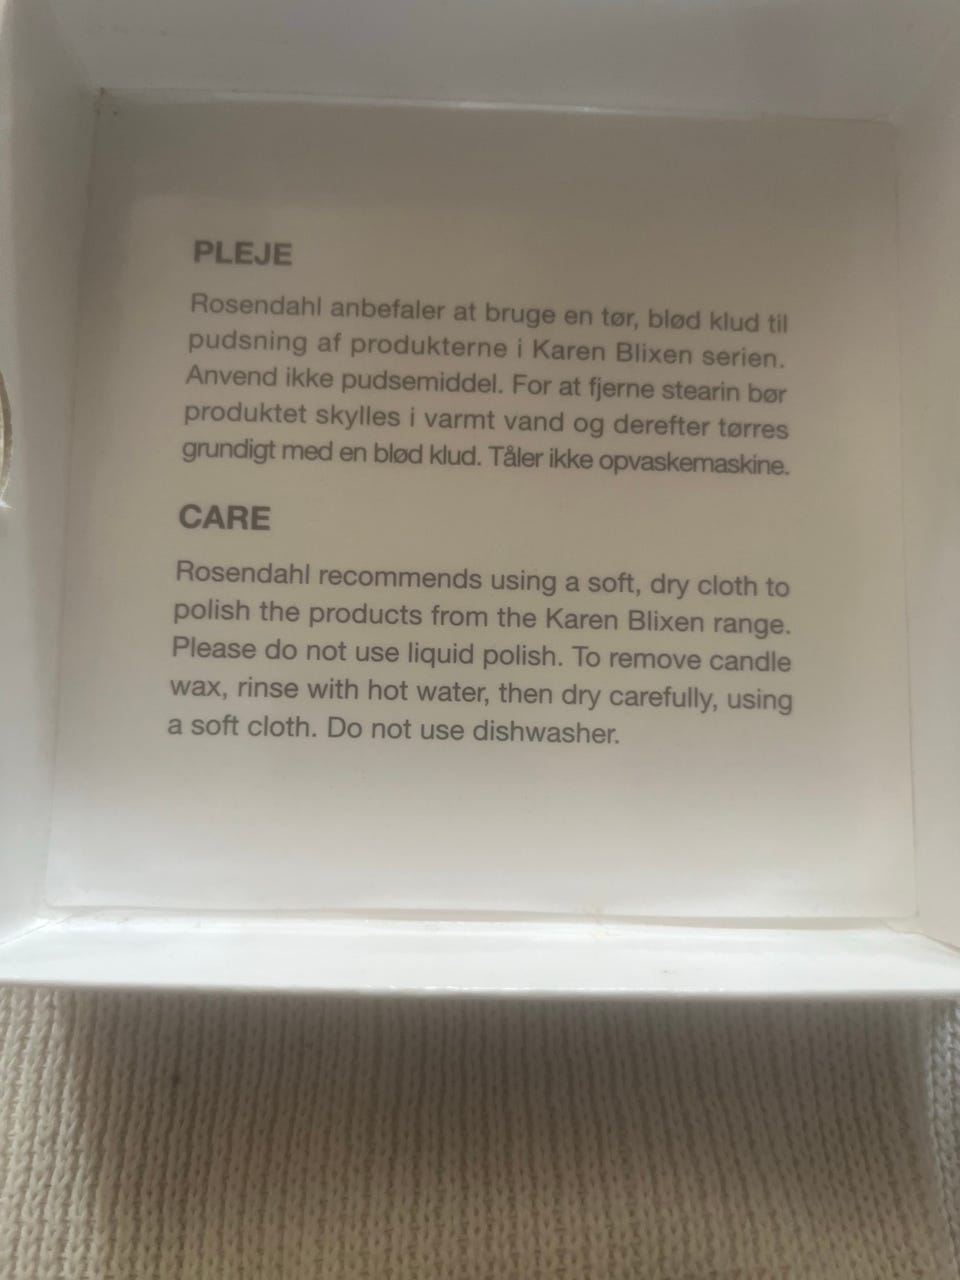 PLEJE
Rosendahl anbefaler at bruge en tør, blød klud til
pudsning af produkterne i Karen Blixen serien.
Anvend ikke pudsemiddel. For at fjerne stearin bør
produktet skylles i varmt vand og derefter tørres
grundigt med en blød klud. Tåler ikke opvaskemaskine.
CARE
Rosendahl recommends using a soft, dry cloth to
polish the products from the Karen Blixen range.
Please do not use liquid polish. To remove candle
wax, rinse with hot water, then dry carefully, using
a soft cloth. Do not use dishwasher.